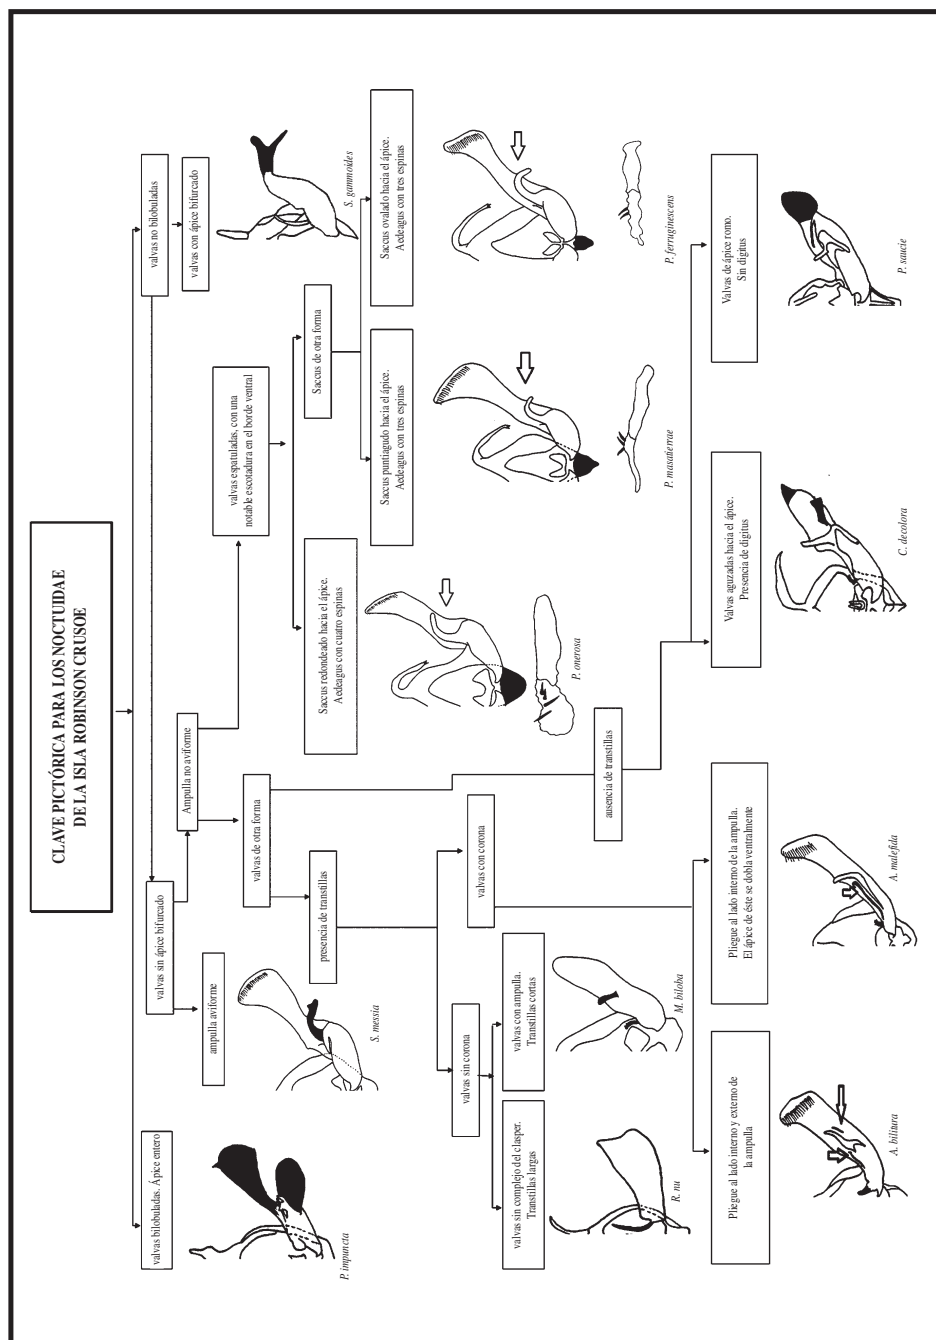 CLAVE PICTÓRICA PARA LOS NOCTUIDAE
DE LA ISLA ROBINSON CRUSOE
valvas bilobuladas. Ápice entero
P. impuncta
valvas no bilobuladas
valvas sin ápice bifurcado
valvas con ápice bifurcado
S. gammoides
ampulla aviforme
S. messia
Ampulla no aviforme
valvas de otra forma
valvas espatuladas, con una
notable escotadura en el borde ventral
Saccus redondeado hacia el ápice.
Aedeagus con cuatro espinas
P. onerosa
Saccus de otra forma
Saccus puntiagudo hacia el ápice.
Aedeagus con tres espinas
P. masatierrae
Saccus ovalado hacia el ápice.
Aedeagus con tres espinas
P. ferruginescens
presencia de transtillas
ausencia de transtillas
valvas sin corona
valvas con corona
valvas sin complejo del clasper.
Transtillas largas
R. nu
valvas con ampulla.
Transtillas cortas
M. biloba
Pliegue al lado interno y externo de
la ampulla
A. bilitura
Pliegue al lado interno de la ampulla.
El ápice de éste se dobla ventralmente
A. malefida
Valvas aguzadas hacia el ápice.
Presencia de digitus
C. decolora
Valvas de ápice romo.
Sin digitus
P. saucie